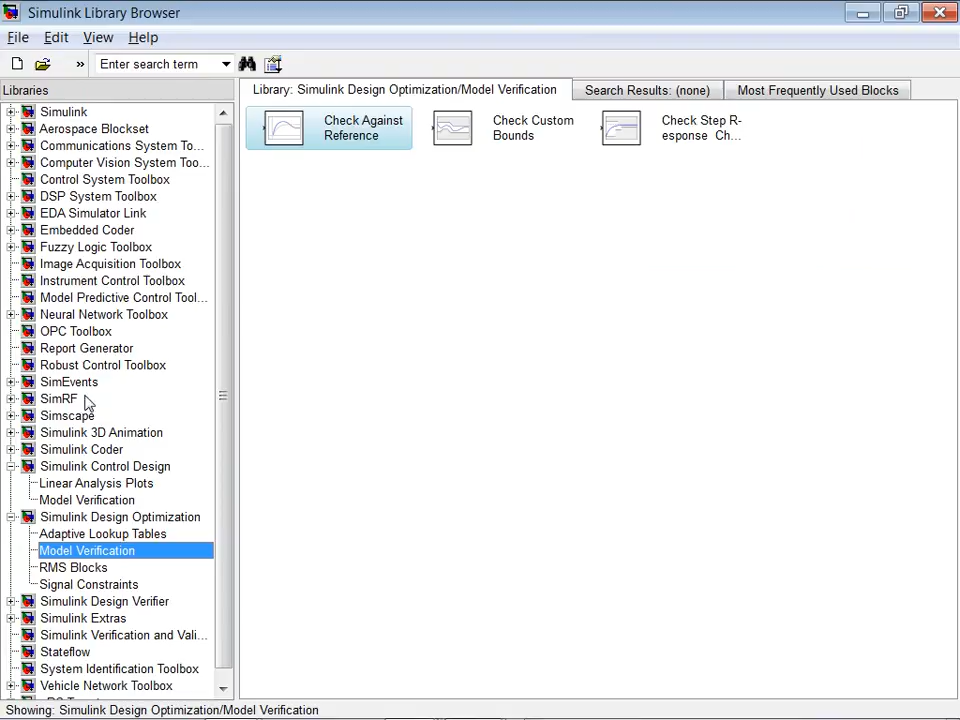 Simulink Library Browser
File Edit View Help
» Enter search term
Libraries
Library: Simulink Design Optimization/Model Verification
Search Results: (none)
Most Frequently Used Blocks
Simulink
Aerospace Blockset
Communications System To...
Computer Vision System Too...
Control System Toolbox
DSP System Toolbox
EDA Simulator Link
Embedded Coder
Fuzzy Logic Toolbox
Image Acquisition Toolbox
Instrument Control Toolbox
Model Predictive Control Tool...
Neural Network Toolbox
OPC Toolbox
Report Generator
Robust Control Toolbox
SimEvents
SimRF
Simscape
Simulink 3D Animation
Simulink Coder
Simulink Control Design
Linear Analysis Plots
Model Verification
Simulink Design Optimization
Adaptive Lookup Tables
Model Verification
RMS Blocks
Signal Constraints
Simulink Design Verifier
Simulink Extras
Simulink Verification and Vali...
Stateflow
System Identification Toolbox
Vehicle Network Toolbox
Check Against
Reference
Check Custom
Bounds
Check Step R-
esponse Ch...
Showing: Simulink Design Optimization/Model Verification